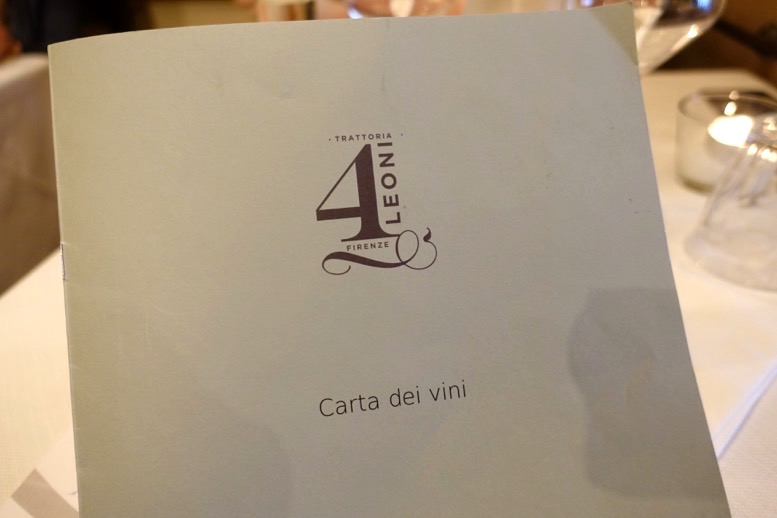 · TRATTORIA ·
4 LEONI
FIRENZE
Carta dei vini